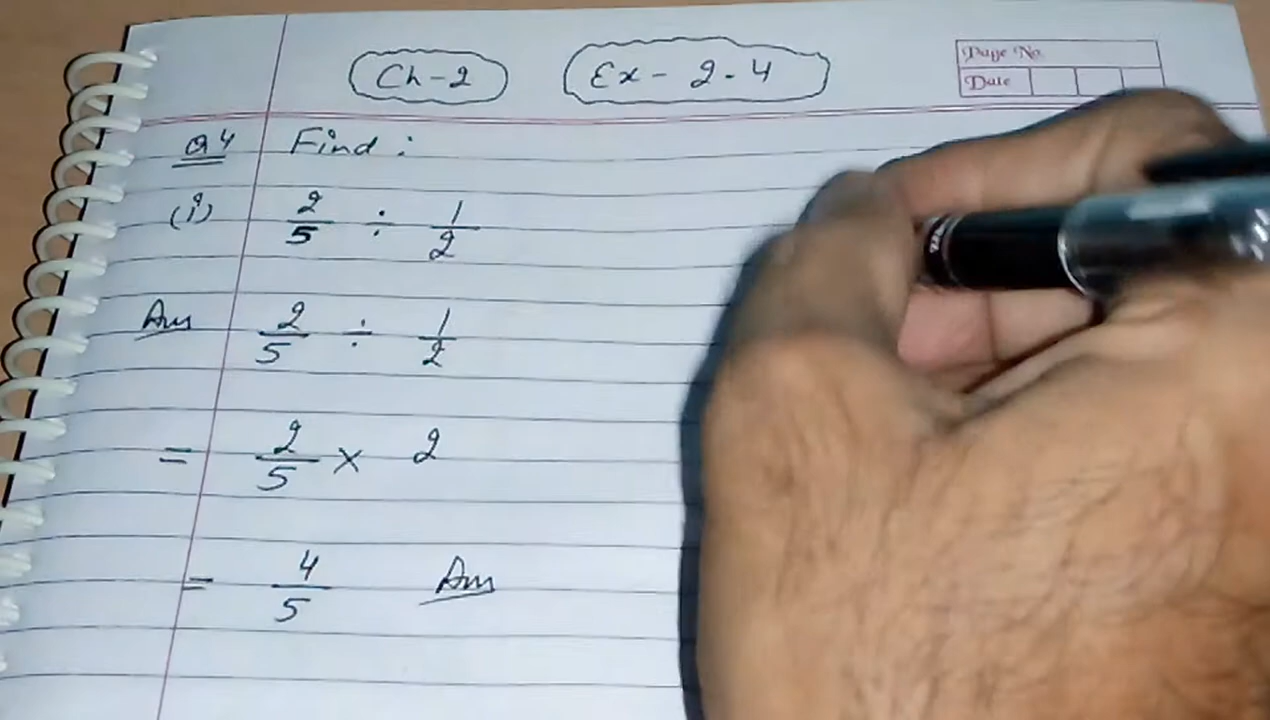 Ch-2 Ex - 2.4
Page No.
Date
Q4 Find :
(i) 2/5 ÷ 1/2
Ans 2/5 ÷ 1/2
= 2/5 × 2
= 4/5 Ans